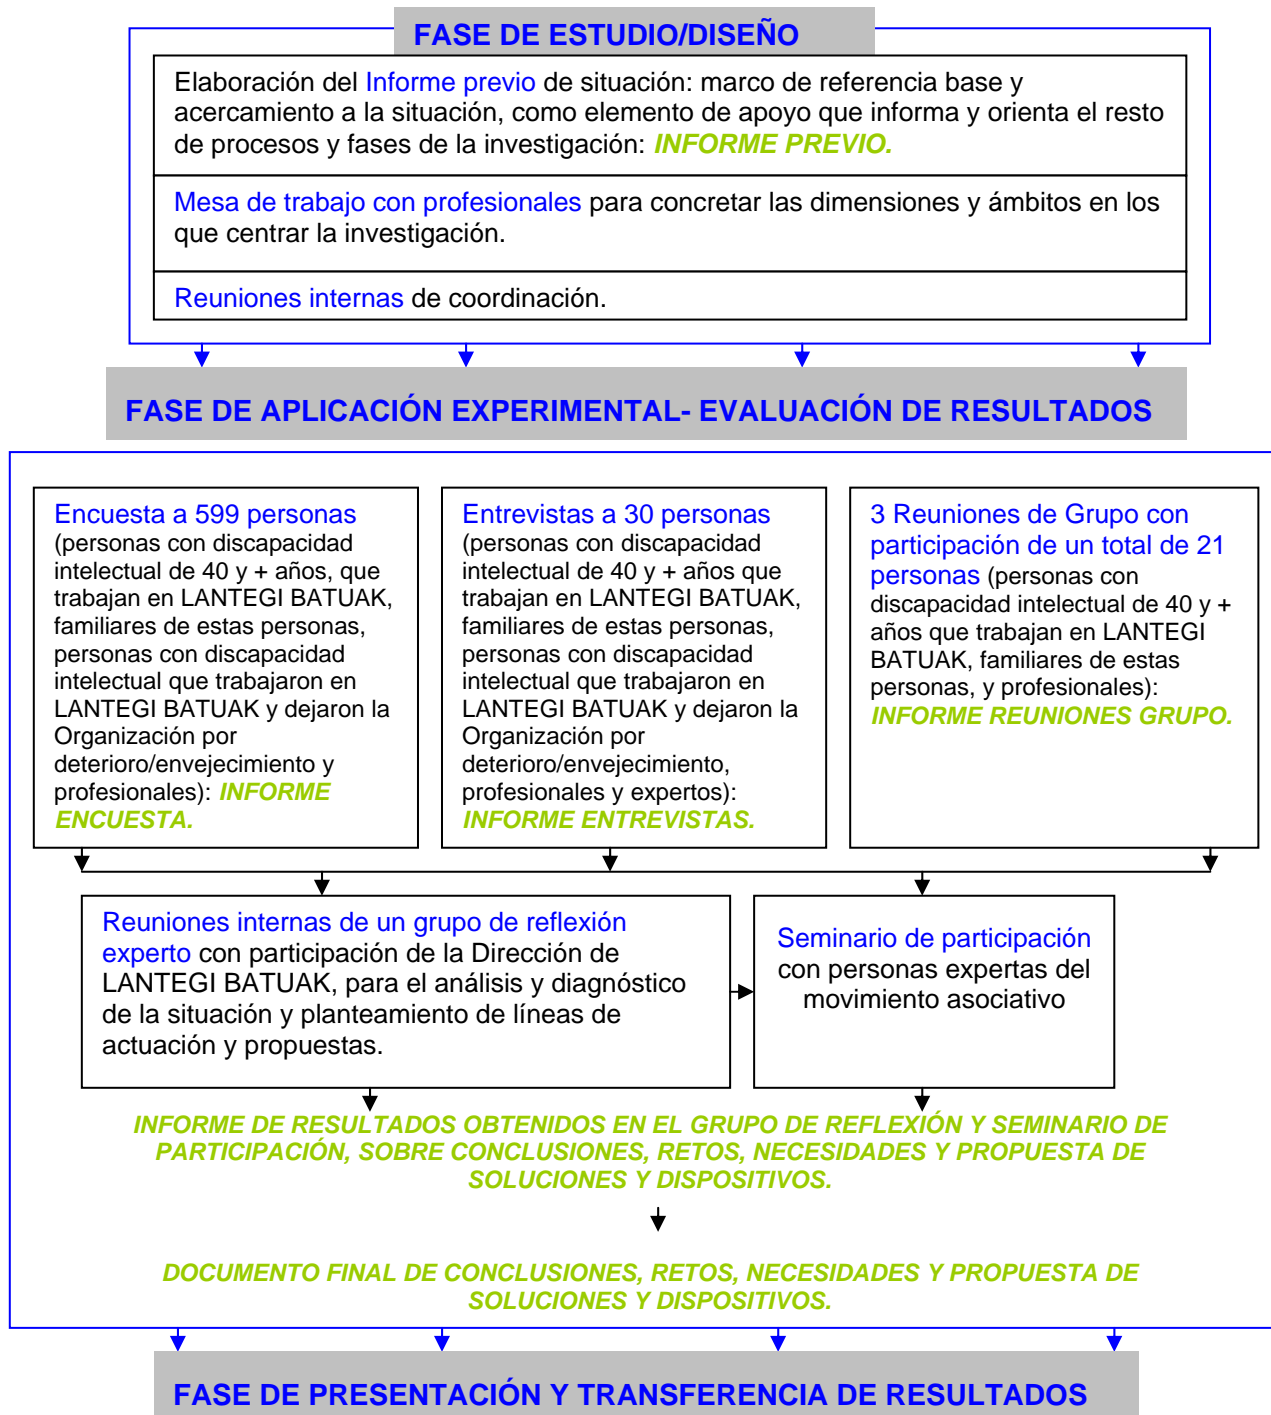 FASE DE ESTUDIO/DISEÑO
Elaboración del Informe previo de situación: marco de referencia base y
acercamiento a la situación, como elemento de apoyo que informa y orienta el resto
de procesos y fases de la investigación: INFORME PREVIO.
Mesa de trabajo con profesionales para concretar las dimensiones y ámbitos en los
que centrar la investigación.
Reuniones internas de coordinación.
FASE DE APLICACIÓN EXPERIMENTAL- EVALUACIÓN DE RESULTADOS
Encuesta a 599 personas
(personas con discapacidad
intelectual de 40 y + años, que
trabajan en LANTEGI BATUAK,
familiares de estas personas,
personas con discapacidad
intelectual que trabajaron en
LANTEGI BATUAK y dejaron la
Organización por
deterioro/envejecimiento y
profesionales): INFORME
ENCUESTA.
Entrevistas a 30 personas
(personas con discapacidad
intelectual de 40 y + años que
trabajan en LANTEGI BATUAK,
familiares de estas personas,
personas con discapacidad
intelectual que trabajaron en
LANTEGI BATUAK y dejaron la
Organización por
deterioro/envejecimiento,
profesionales y expertos):
INFORME ENTREVISTAS.
3 Reuniones de Grupo con
participación de un total de 21
personas (personas con
discapacidad intelectual de 40 y +
años que trabajan en LANTEGI
BATUAK, familiares de estas
personas, y profesionales):
INFORME REUNIONES GRUPO.
Reuniones internas de un grupo de reflexión
experto con participación de la Dirección de
LANTEGI BATUAK, para el análisis y diagnóstico
de la situación y planteamiento de líneas de
actuación y propuestas.
Seminario de participación
con personas expertas del
movimiento asociativo
INFORME DE RESULTADOS OBTENIDOS EN EL GRUPO DE REFLEXIÓN Y SEMINARIO DE
PARTICIPACIÓN, SOBRE CONCLUSIONES, RETOS, NECESIDADES Y PROPUESTA DE
SOLUCIONES Y DISPOSITIVOS.
DOCUMENTO FINAL DE CONCLUSIONES, RETOS, NECESIDADES Y PROPUESTA DE
SOLUCIONES Y DISPOSITIVOS.
FASE DE PRESENTACIÓN Y TRANSFERENCIA DE RESULTADOS